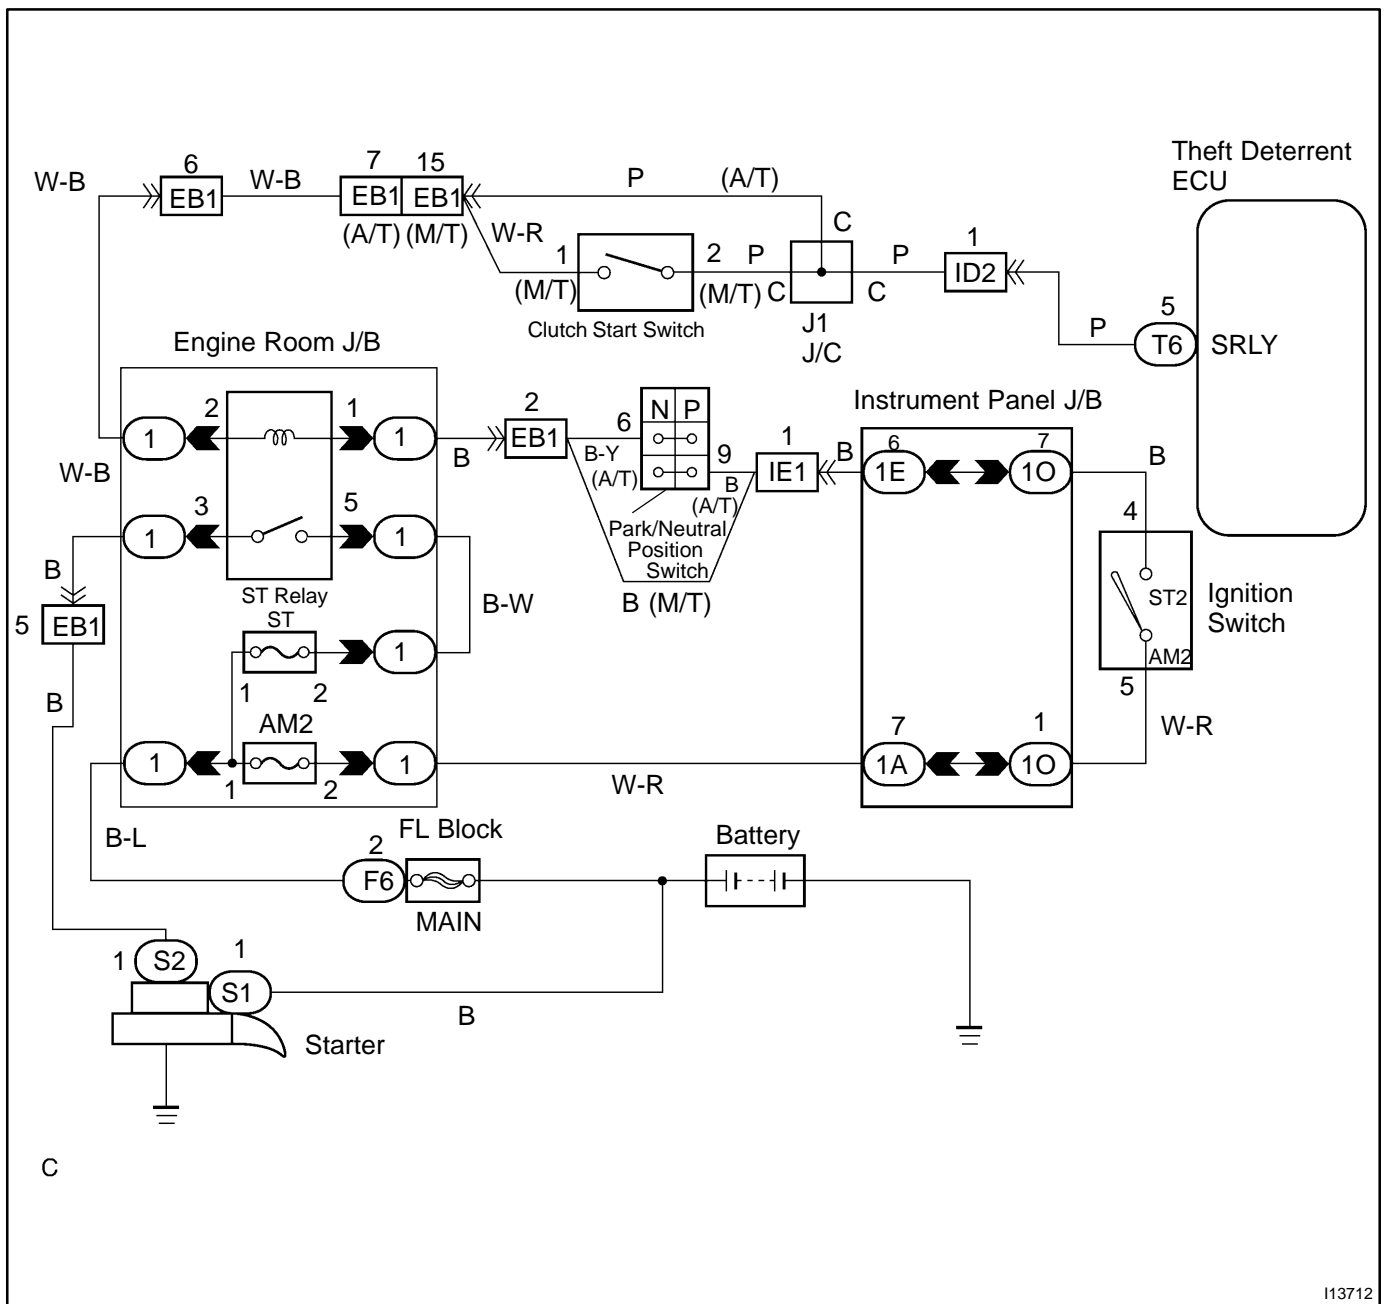 Theft Deterrent
ECU
6
7
15
W-B
EB1
W-B
EB1
EB1
(A/T)
(M/T)
P
(A/T)
W-R
1
(M/T)
2
(M/T)
Clutch Start Switch
P
C
C
C
J1
J/C
P
1
ID2
P
5
T6
SRLY
Engine Room J/B
1
2
1
1
W-B
B
2
EB1
6
B-Y
(A/T)
N
P
9
B
(A/T)
1
IE1
B
Park/Neutral
Position
Switch
B (M/T)
Instrument Panel J/B
6
1E
7
1O
B
4
ST2
AM2
5
Ignition
Switch
W-R
1
3
5
1
B
5
EB1
B
ST Relay
ST
1
2
1
B-W
AM2
1
1
2
1
W-R
7
1A
1
1O
B-L
FL Block
2
F6
MAIN
Battery
1
S2
1
S1
B
Starter
C
I13712